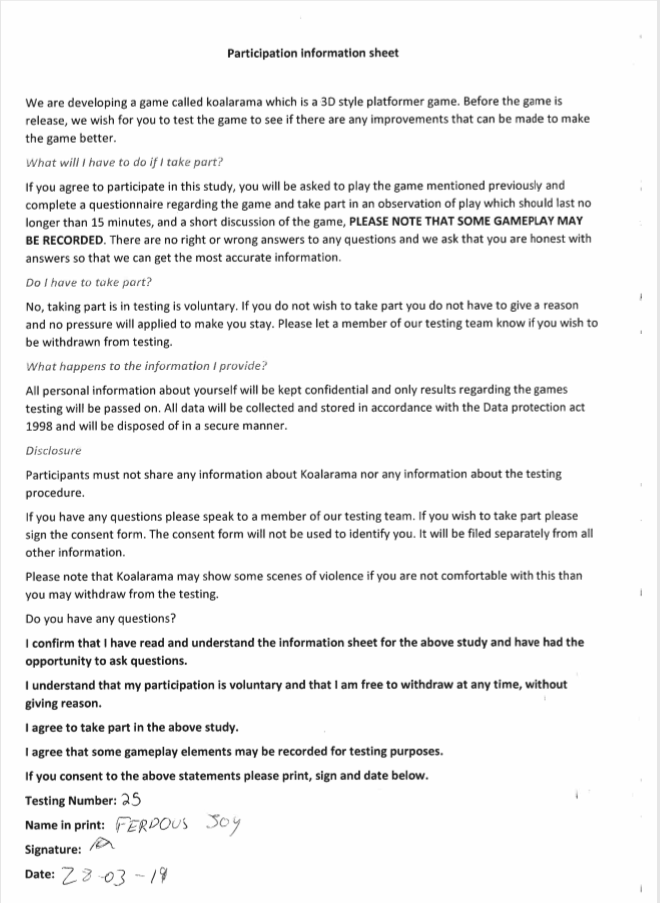 Participation information sheet
We are developing a game called koalarama which is a 3D style platformer game. Before the game is
release, we wish for you to test the game to see if there are any improvements that can be made to make
the game better.
What will I have to do if I take part?
If you agree to participate in this study, you will be asked to play the game mentioned previously and
complete a questionnaire regarding the game and take part in an observation of play which should last no
longer than 15 minutes, and a short discussion of the game, PLEASE NOTE THAT SOME GAMEPLAY MAY
BE RECORDED. There are no right or wrong answers to any questions and we ask that you are honest with
answers so that we can get the most accurate information.
Do I have to take part?
No, taking part is in testing is voluntary. If you do not wish to take part you do not have to give a reason
and no pressure will applied to make you stay. Please let a member of our testing team know if you wish to
be withdrawn from testing.
What happens to the information I provide?
All personal information about yourself will be kept confidential and only results regarding the games
testing will be passed on. All data will be collected and stored in accordance with the Data protection act
1998 and will be disposed of in a secure manner.
Disclosure
Participants must not share any information about Koalarama nor any information about the testing
procedure.
If you have any questions please speak to a member of our testing team. If you wish to take part please
sign the consent form. The consent form will not be used to identify you. It will be filed separately from all
other information.
Please note that Koalarama may show some scenes of violence if you are not comfortable with this than
you may withdraw from the testing.
Do you have any questions?
I confirm that I have read and understand the information sheet for the above study and have had the
opportunity to ask questions.
I understand that my participation is voluntary and that I am free to withdraw at any time, without
giving reason.
I agree to take part in the above study.
I agree that some gameplay elements may be recorded for testing purposes.
If you consent to the above statements please print, sign and date below.
Testing Number: 25
Name in print: FERDOUS JOY
Signature:
Date: 28-03-19